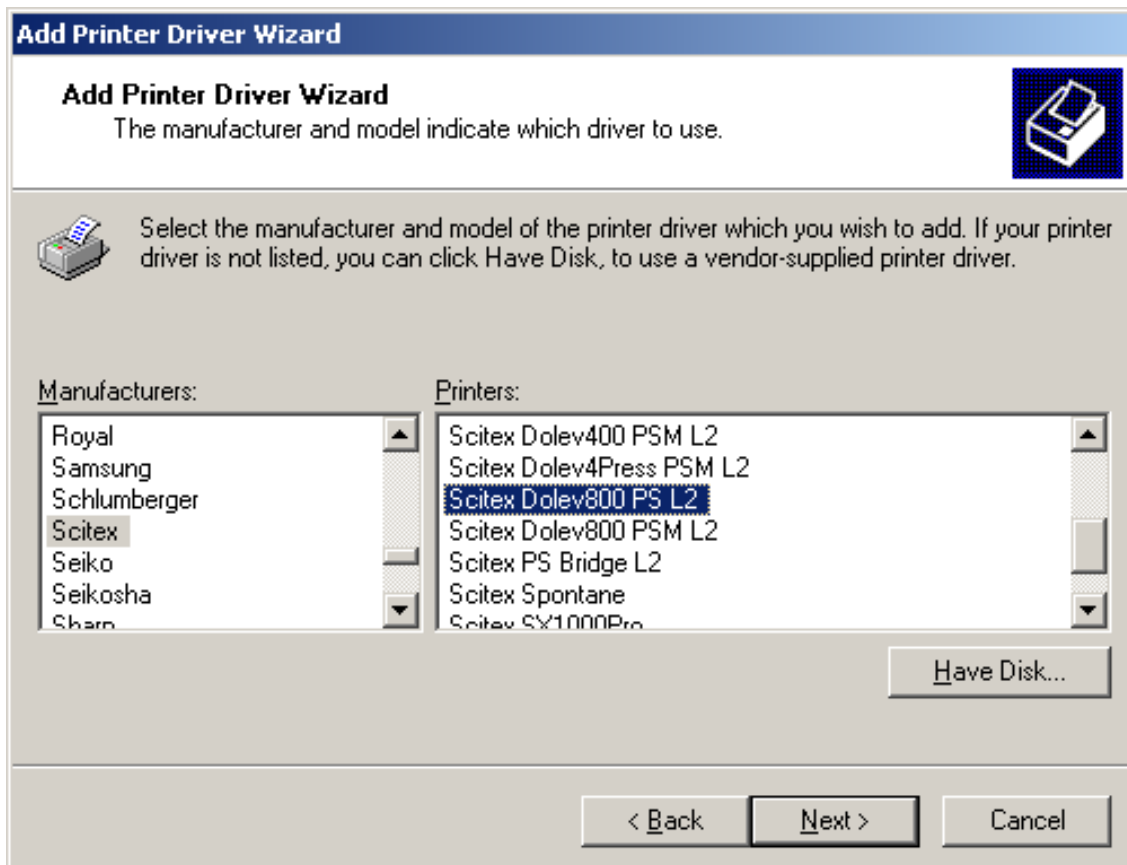 Add Printer Driver Wizard
Add Printer Driver Wizard
The manufacturer and model indicate which driver to use.
Select the manufacturer and model of the printer driver which you wish to add. If your printer
driver is not listed, you can click Have Disk, to use a vendor-supplied printer driver.
Manufacturers:
Royal
Samsung
Schlumberger
Scitex
Seiko
Seikosha
Sharp
Printers:
Scitex Dolev400 PSM L2
Scitex Dolev4Press PSM L2
Scitex Dolev800 PS L2
Scitex Dolev800 PSM L2
Scitex PS Bridge L2
Scitex Spontane
Scitex SX1000Pro
Have Disk...
< Back
Next >
Cancel